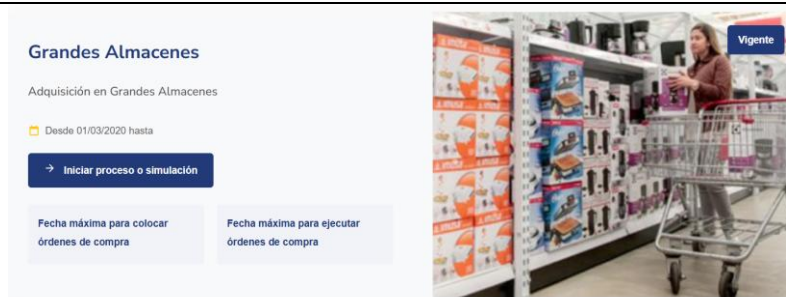 Grandes Almacenes
Vigente
Adquisición en Grandes Almacenes
Desde 01/03/2020 hasta
→ Iniciar proceso o simulación
Fecha máxima para colocar
órdenes de compra
Fecha máxima para ejecutar
órdenes de compra
IMUSA